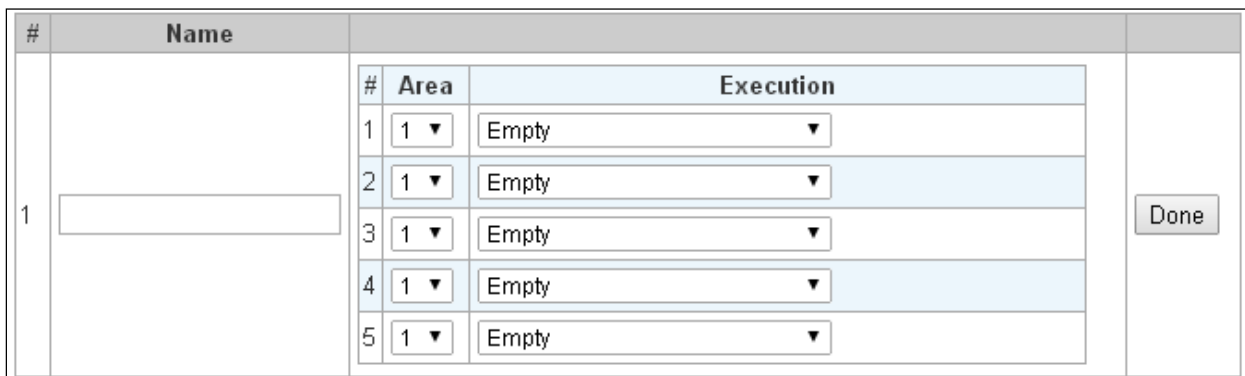 # Name
# Area Execution
1 1 Empty
2 1 Empty
3 1 Empty
4 1 Empty
5 1 Empty
1
Done